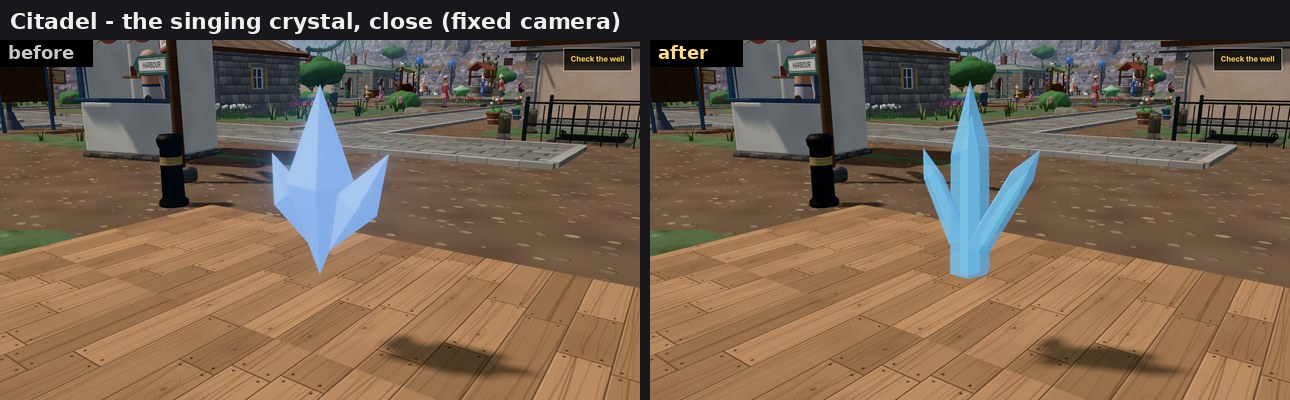 Citadel - the singing crystal, close (fixed camera)
before
after
HARBOUR
Check the well
HARBOUR
Check the well